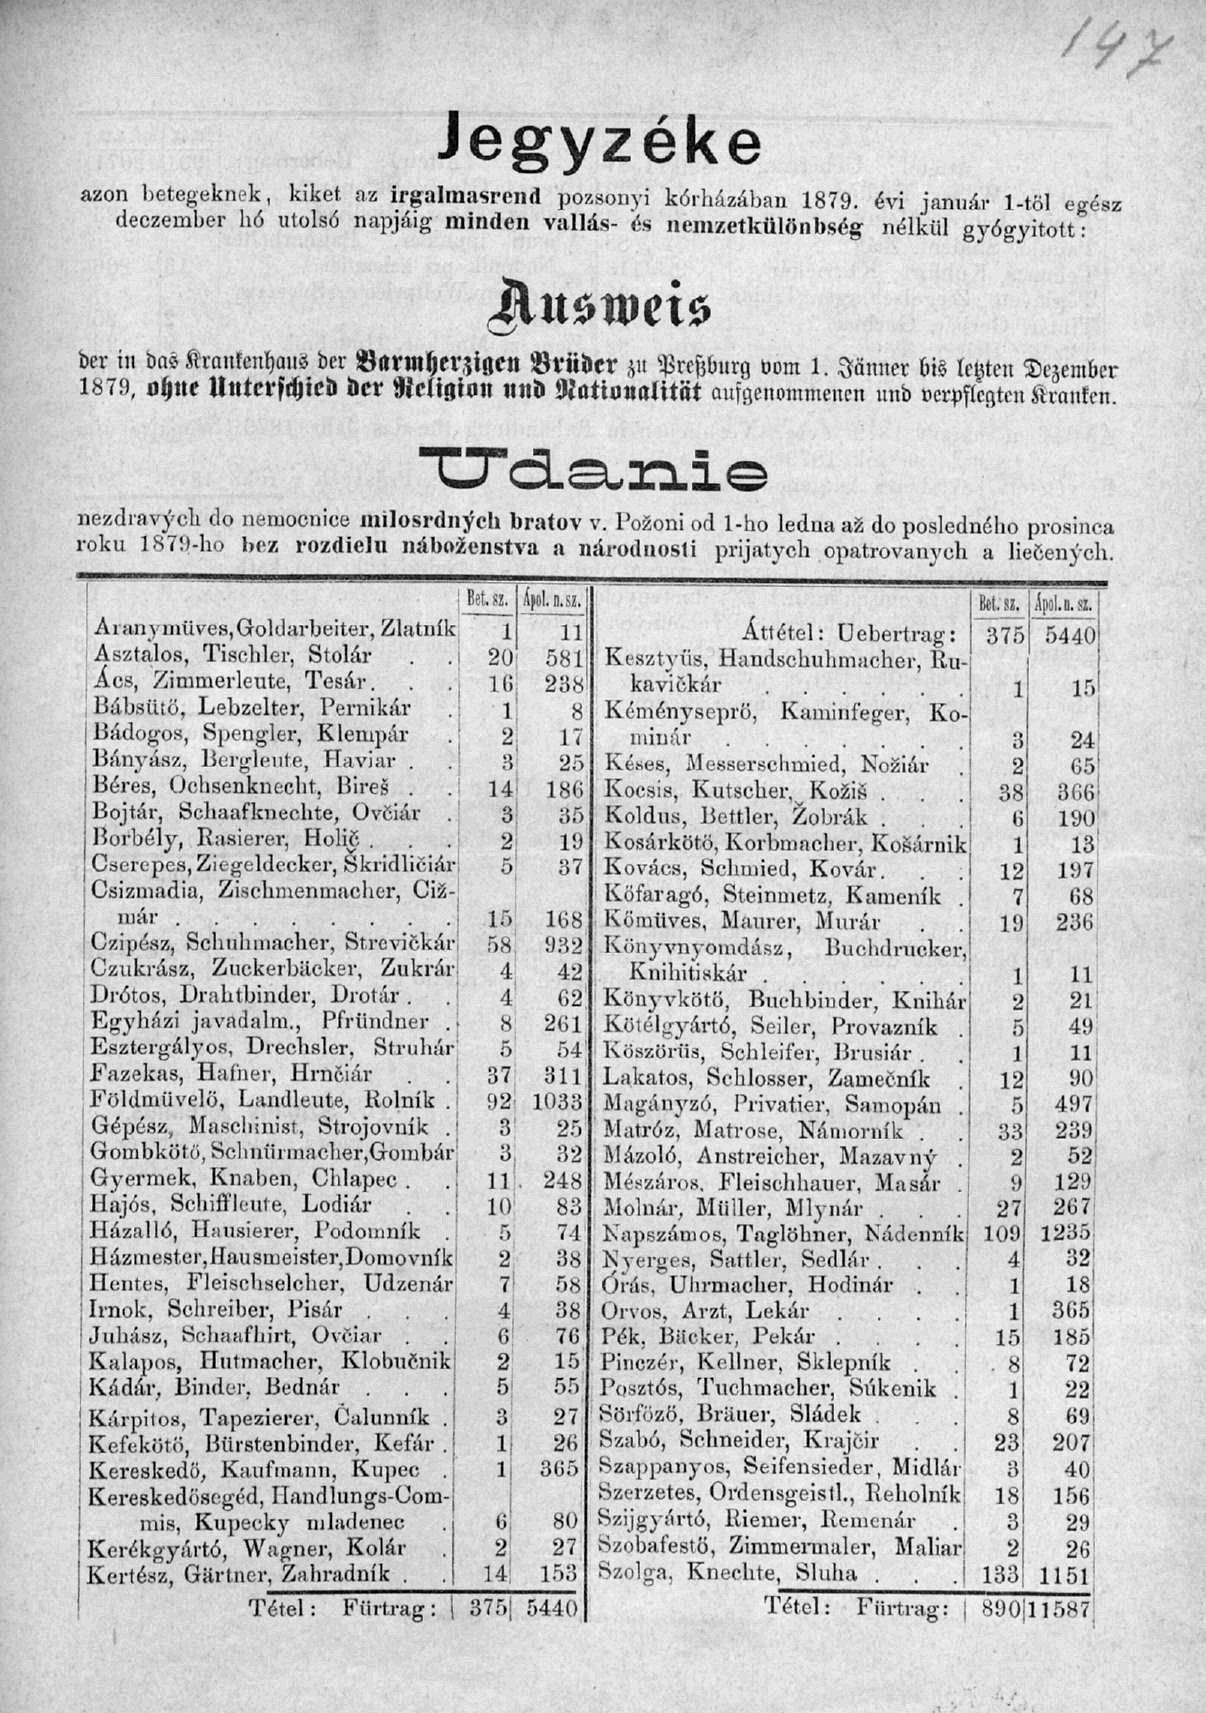 147
Jegyzéke
azon betegeknek, kiket az irgalmasrend pozsonyi kórházában 1879. évi január 1-töl egész
deczember hó utolsó napjáig minden vallás- és nemzetkülönbség nélkül gyógyitott:
Ausweis
der in das Krankenhaus der Barmherzigen Brüder zu Preßburg vom 1. Jänner bis letzten Dezember
1879, ohne Unterschied der Religion und Nationalität aufgenommenen und verpflegten Kranken.
Udanie
nezdravých do nemocnice milosrdných bratov v. Požoni od 1-ho ledna až do posledného prosinca
roku 1879-ho bez rozdielu náboženstva a národnosti prijatych opatrovanych a liečených.
Bet. sz. Ápol. n. sz.
Aranymüves, Goldarbeiter, Zlatník 1 11
Asztalos, Tischler, Stolár . . 20 581
Ács, Zimmerleute, Tesár . . . 16 238
Bábsütö, Lebzelter, Pernikár . 1 8
Bádogos, Spengler, Klempár . 2 17
Bányász, Bergleute, Haviar . . 3 25
Béres, Ochsenknecht, Bireš . . 14 186
Bojtár, Schaafknechte, Ovčiár . 3 35
Borbély, Rasierer, Holič . . . 2 19
Cserepes, Ziegeldecker, Škridličiár 5 37
Csizmadia, Zischmenmacher, Čiž-
már . . . . . . . . 15 168
Czipész, Schuhmacher, Strevičkár 58 932
Czukrász, Zuckerbäcker, Zukrár 4 42
Drótos, Drahtbinder, Drotár . . 4 62
Egyházi javadalm., Pfründner . 8 261
Esztergályos, Drechsler, Struhár 5 54
Fazekas, Hafner, Hrnčiár . . 37 311
Földmüvelö, Landleute, Rolník . 92 1033
Gépész, Maschinist, Strojovník . 3 25
Gombkötö, Schnürmacher, Gombár 3 32
Gyermek, Knaben, Chlapec . . 11 248
Hajós, Schiffleute, Lodiár . . 10 83
Házalló, Hausierer, Podomník . 5 74
Házmester, Hausmeister, Domovník 2 38
Hentes, Fleischselcher, Udzenár 7 58
Irnok, Schreiber, Pisár . . . 4 38
Juhász, Schaafhirt, Ovčiar . . 6 76
Kalapos, Hutmacher, Klobučnik 2 15
Kádár, Binder, Bednár . . . 5 55
Kárpitos, Tapezierer, Čalunník . 3 27
Kefekötö, Bürstenbinder, Kefár . 1 26
Kereskedö, Kaufmann, Kupec . 1 365
Kereskedösegéd, Handlungs-Com-
mis, Kupecky mladenec . 6 80
Kerékgyártó, Wagner, Kolár . 2 27
Kertész, Gärtner, Zahradník . . 14 153
Tétel: Fürtrag: 375 5440
Bet. sz. Ápol. n. sz.
Áttétel: Uebertrag: 375 5440
Kesztyüs, Handschuhmacher, Ru-
kavičkár . . . . . . 1 15
Kéményseprö, Kaminfeger, Ko-
minár . . . . . . . 3 24
Késes, Messerschmied, Nožiár . 2 65
Kocsis, Kutscher, Kožiš . . . 38 366
Koldus, Bettler, Žobrák . . . 6 190
Kosárkötö, Korbmacher, Košárnik 1 13
Kovács, Schmied, Kovár . . . 12 197
Köfaragó, Steinmetz, Kameník . 7 68
Kömüves, Maurer, Murár . . 19 236
Könyvnyomdász, Buchdrucker,
Knihitiskár . . . . . . 1 11
Könyvkötö, Buchbinder, Knihár 2 21
Kötélgyártó, Seiler, Provazník . 5 49
Köszörüs, Schleifer, Brusiár . . 1 11
Lakatos, Schlosser, Zamečník . 12 90
Magányzó, Privatier, Samopán . 5 497
Matróz, Matrose, Námorník . . 33 239
Mázoló, Anstreicher, Mazavný . 2 52
Mészáros, Fleischhauer, Masár . 9 129
Molnár, Müller, Mlynár . . . 27 267
Napszámos, Taglöhner, Nádenník 109 1235
Nyerges, Sattler, Sedlár . . . 4 32
Órás, Uhrmacher, Hodinár . . 1 18
Orvos, Arzt, Lekár . . . . 1 365
Pék, Bäcker, Pekár . . . . 15 185
Pinczér, Kellner, Sklepník . . 8 72
Posztós, Tuchmacher, Súkenik . 1 22
Sörfözö, Bräuer, Sládek . . . 8 69
Szabó, Schneider, Krajčir . . 23 207
Szappanyos, Seifensieder, Midlár 3 40
Szerzetes, Ordensgeistl., Reholník 18 156
Szijgyártó, Riemer, Remenár . 3 29
Szobafestö, Zimmermaler, Maliar 2 26
Szolga, Knechte, Sluha . . . 133 1151
Tétel: Fürtrag: 890 11587